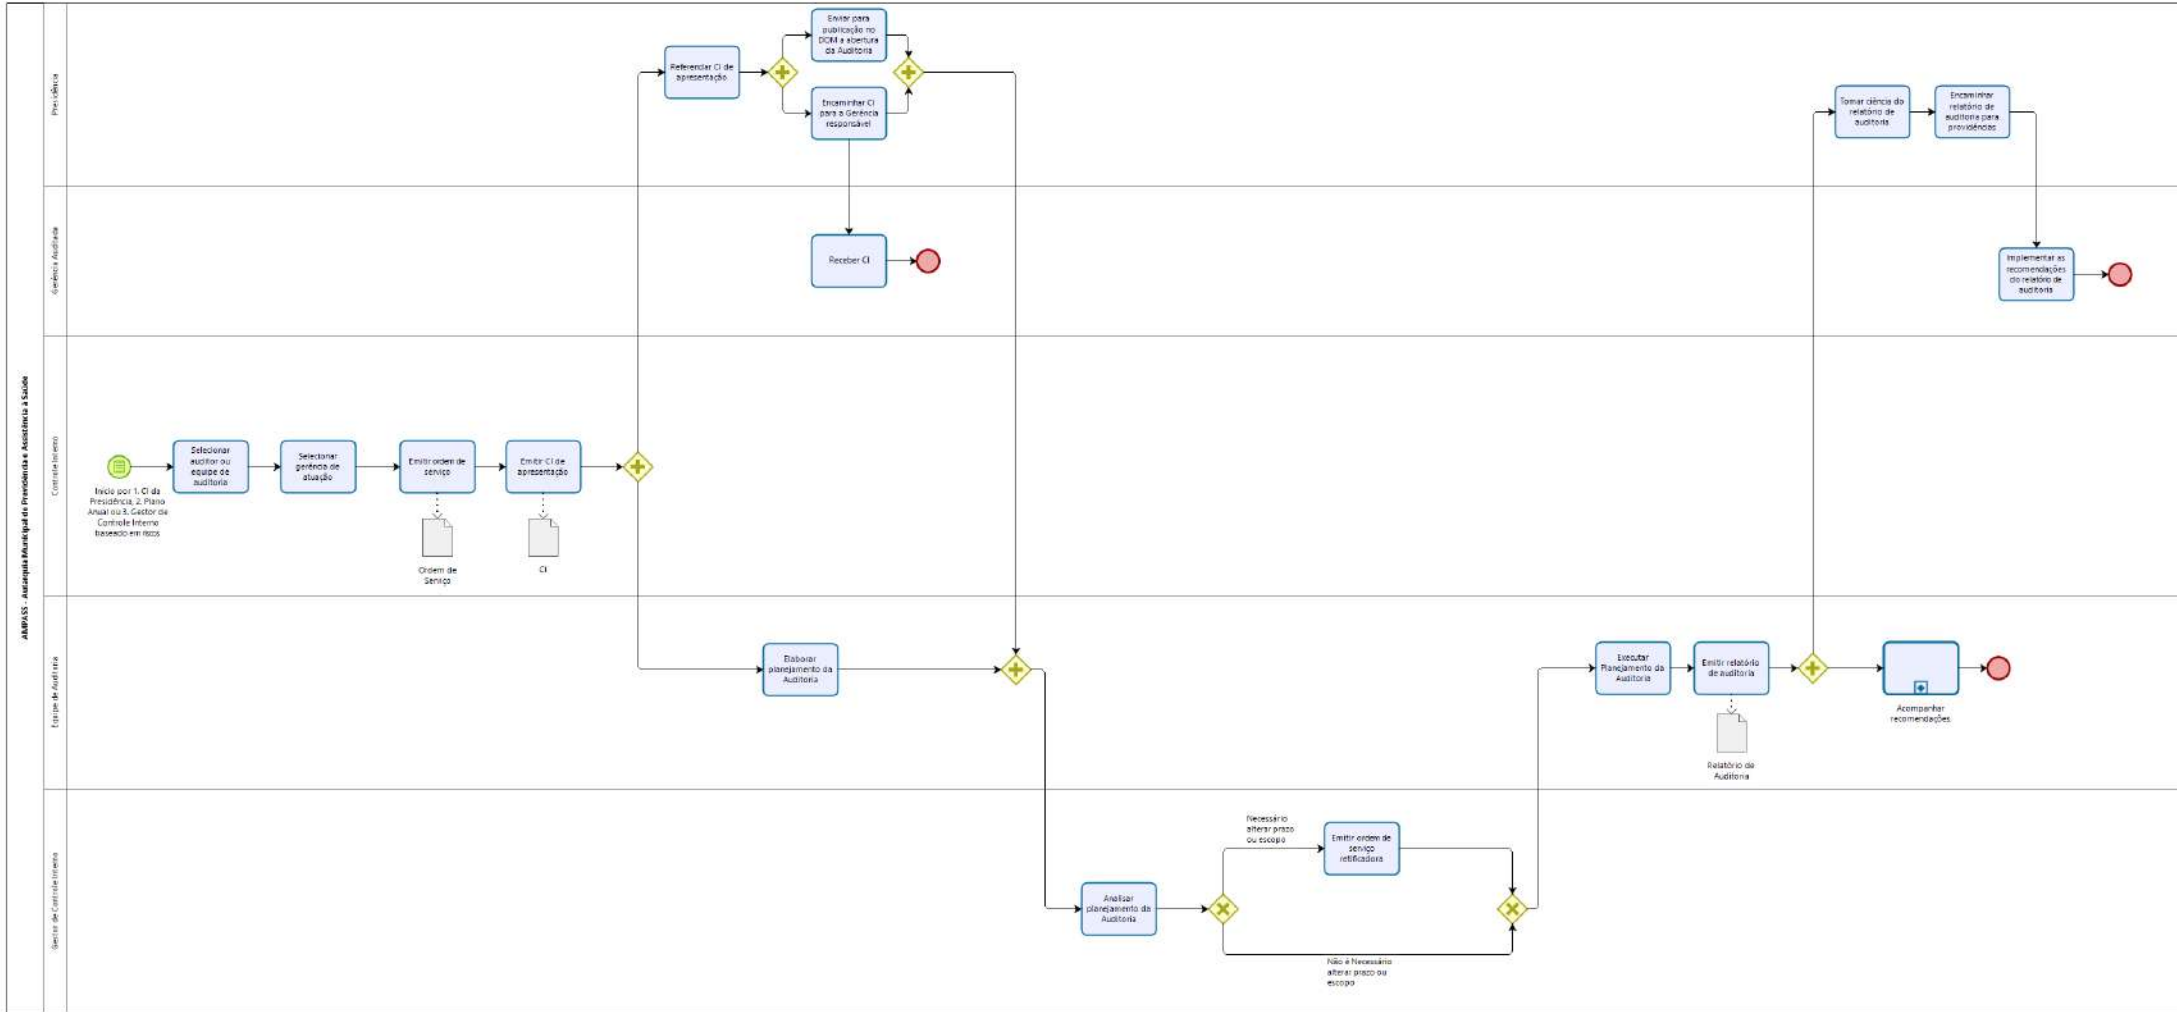 AMPASS - Autarquia Municipal de Previdência e Assistência à Saúde
Presidência
Referendar CI de
apresentação
Enviar para
publicação no
DOM a abertura
da Auditoria
Encaminhar CI
para a Gerência
responsável
Tomar ciência do
relatório de
auditoria
Encaminhar
relatório de
auditoria para
providências
Gerência Auditada
Receber CI
Implementar as
recomendações
do relatório de
auditoria
Controle Interno
Início por 1. CI da
Presidência, 2. Plano
Anual ou 3. Gestor de
Controle Interno
baseado em riscos
Selecionar
auditor ou
equipe de
auditoria
Selecionar
gerência de
atuação
Emitir ordem de
serviço
Ordem de
Serviço
Emitir CI de
apresentação
CI
Equipe de Auditoria
Elaborar
planejamento da
Auditoria
Executar
Planejamento da
Auditoria
Emitir relatório
de auditoria
Relatório de
Auditoria
Acompanhar
recomendações
Gestor de Controle Interno
Analisar
planejamento da
Auditoria
Necessário
alterar prazo
ou escopo
Emitir ordem de
serviço
retificadora
Não é Necessário
alterar prazo ou
escopo